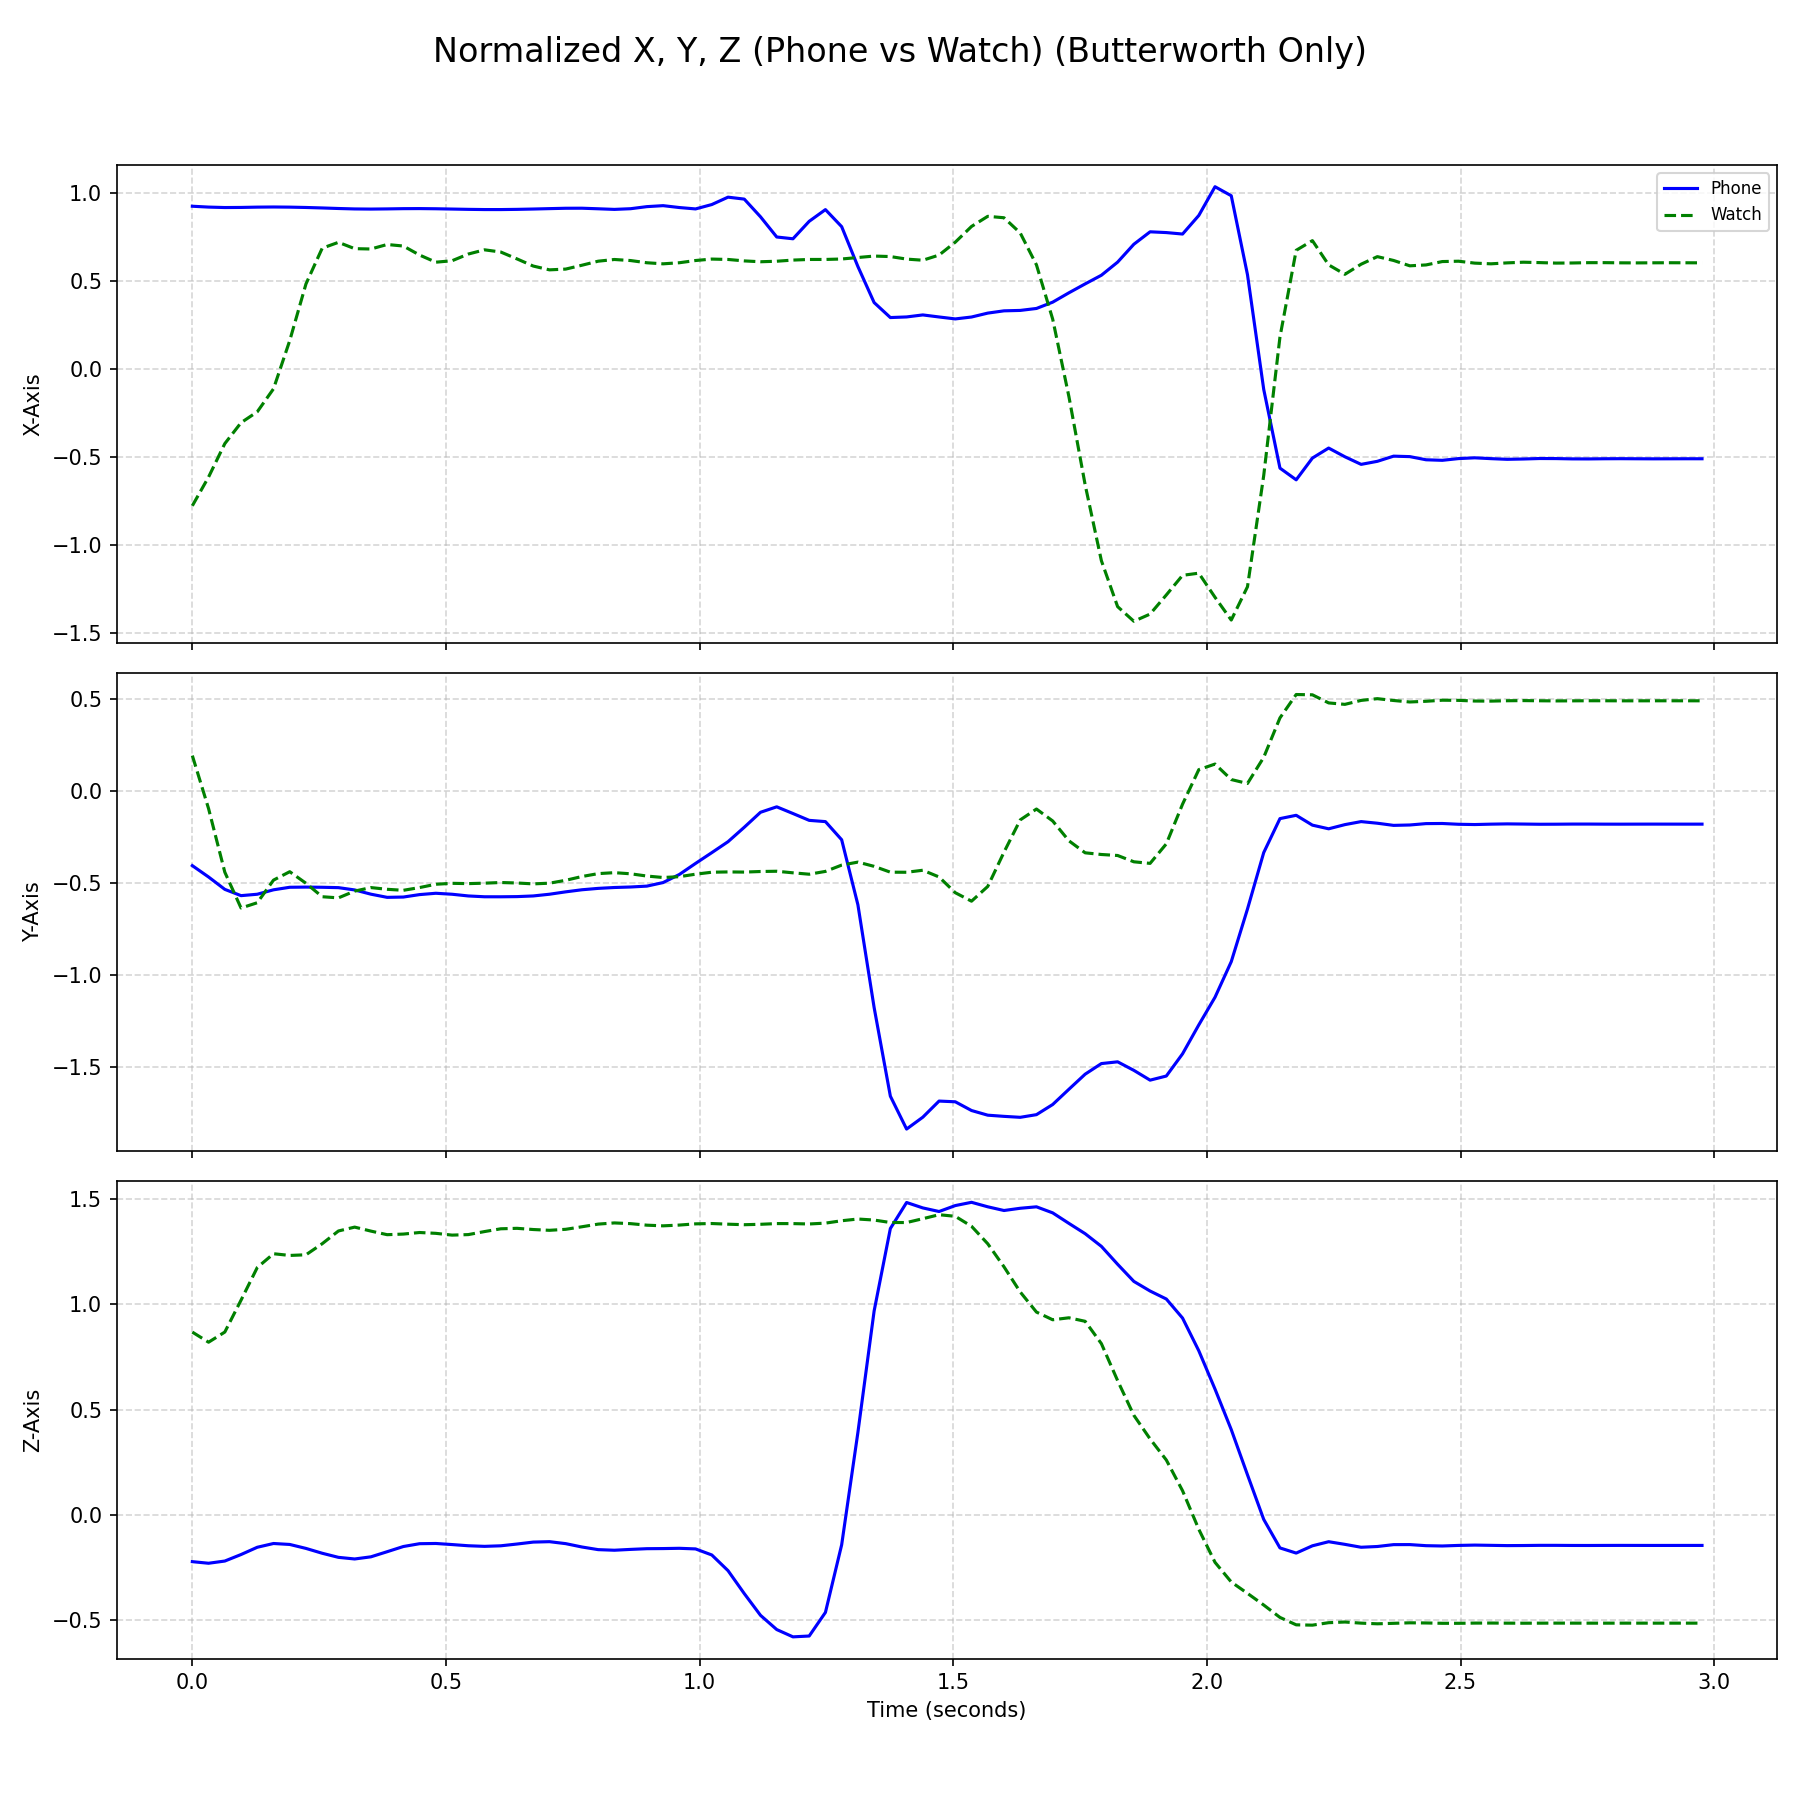 Normalized X, Y, Z (Phone vs Watch) (Butterworth Only)
Phone
Watch
1.0
0.5
0.0
−0.5
−1.0
−1.5
X-Axis
0.5
0.0
−0.5
−1.0
−1.5
Y-Axis
1.5
1.0
0.5
0.0
−0.5
Z-Axis
0.0 0.5 1.0 1.5 2.0 2.5 3.0
Time (seconds)